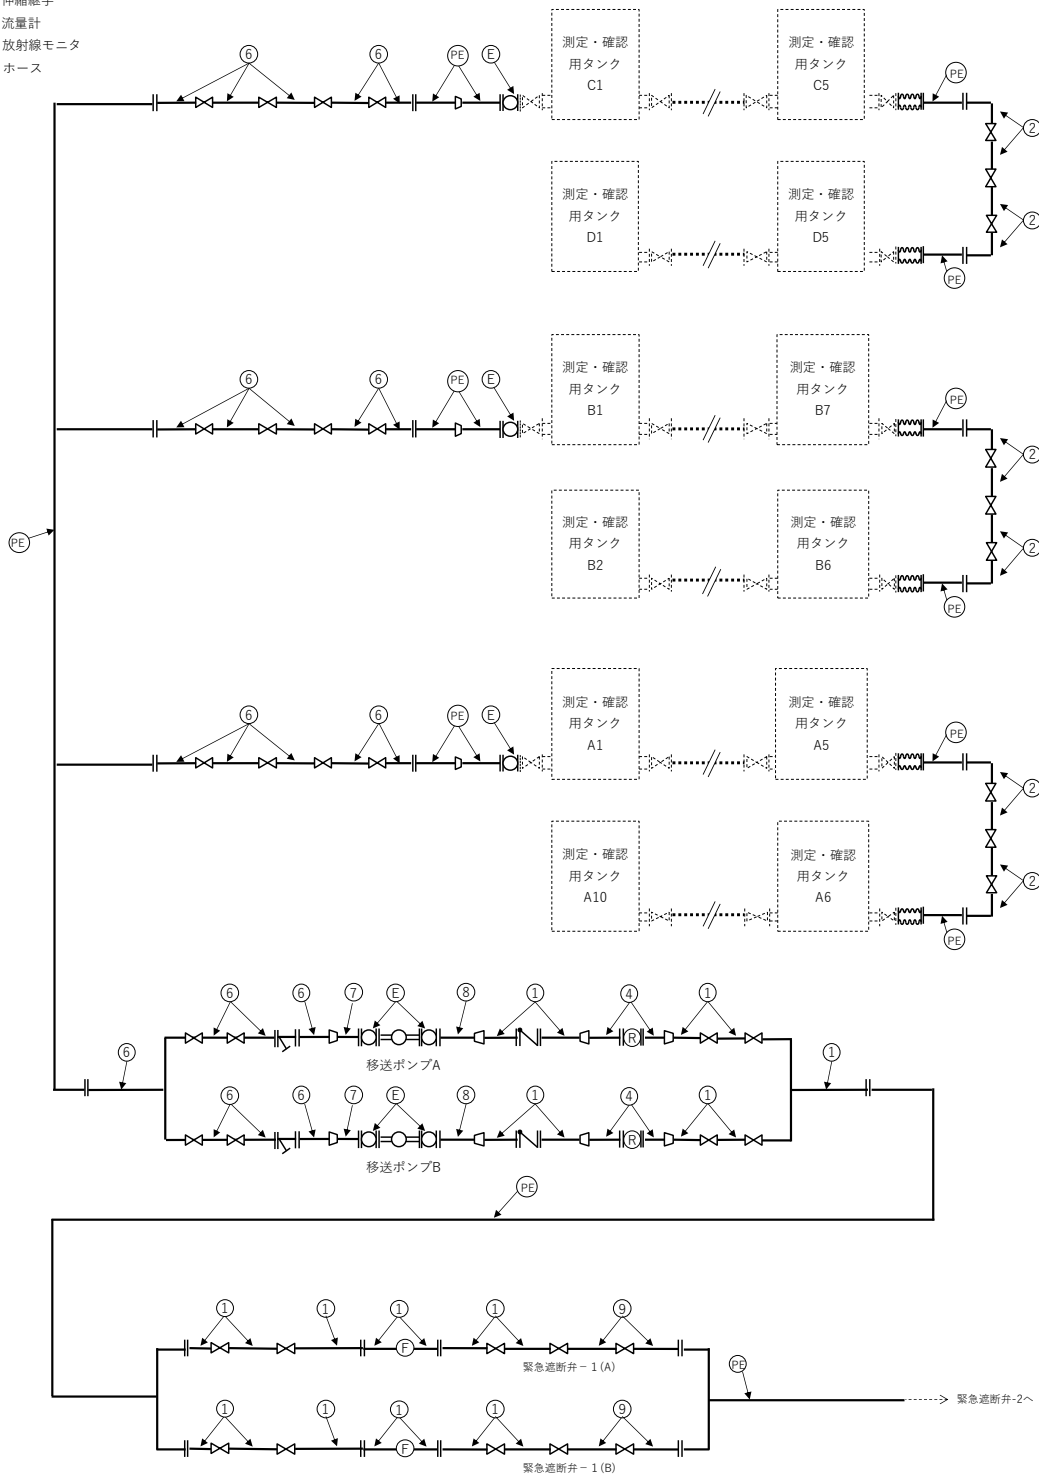 伸縮継手
流量計
放射線モニタ
ホース
6 6 PE E
測定・確認
用タンク
C1
測定・確認
用タンク
C5
PE
2
測定・確認
用タンク
D1
測定・確認
用タンク
D5
2
PE
6 6 PE E
測定・確認
用タンク
B1
測定・確認
用タンク
B7
PE
2
PE
測定・確認
用タンク
B2
測定・確認
用タンク
B6
2
PE
6 6 PE E
測定・確認
用タンク
A1
測定・確認
用タンク
A5
PE
2
測定・確認
用タンク
A10
測定・確認
用タンク
A6
2
PE
6 6 7 E 8 1 4 1
R
移送ポンプA
6 1
6 6 7 E 8 1 4 1
R
移送ポンプB
PE
1 1 1 1 9
F
緊急遮断弁－1(A)
PE
緊急遮断弁-2へ
1 1 1 1 9
F
緊急遮断弁－1(B)